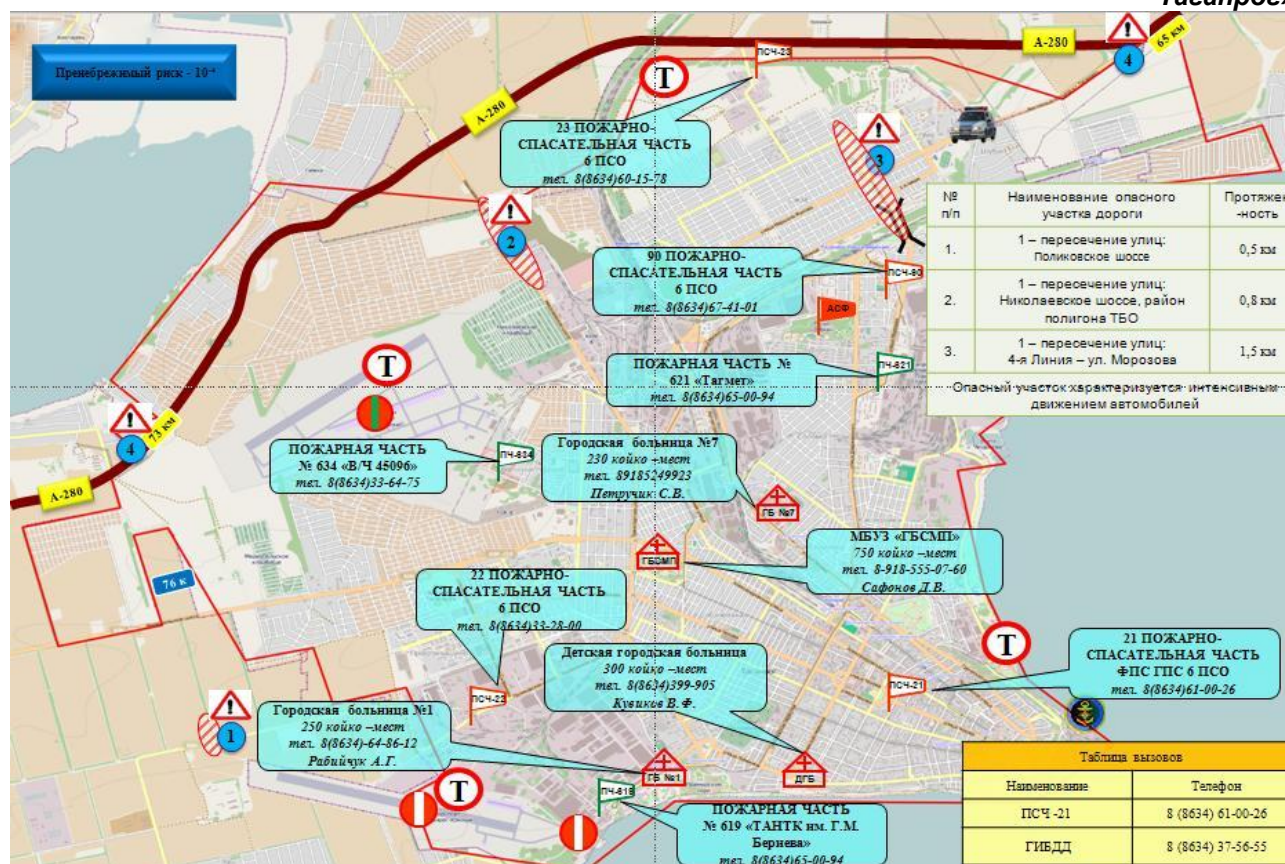 Пренебрежимый риск - 10⁻⁶
А-280
65 км
4
ПСЧ-23
Т
А-280
23 ПОЖАРНО-
СПАСАТЕЛЬНАЯ ЧАСТЬ
6 ПСО
тел. 8(8634)60-15-78
3
2
№
п/п
Наименование опасного
участка дороги
Протяжен
-ность
1.
1 – пересечение улиц:
Поликовское шоссе
0,5 км
2.
1 – пересечение улиц:
Николаевское шоссе, район
полигона ТБО
0,8 км
3.
1 – пересечение улиц:
4-я Линия – ул. Морозова
1,5 км
Опасный участок характеризуется интенсивным
движением автомобилей
90 ПОЖАРНО-
СПАСАТЕЛЬНАЯ ЧАСТЬ
6 ПСО
тел. 8(8634)67-41-01
ПСЧ-90
АСФ
ПОЖАРНАЯ ЧАСТЬ №
621 «Тагмет»
тел. 8(8634)65-00-94
ПЧ-621
Т
4
73 км
А-280
ПОЖАРНАЯ ЧАСТЬ
№ 634 «В/Ч 45096»
тел. 8(8634)33-64-75
ПЧ-634
Городская больница №7
230 койко –мест
тел. 89185249923
Петручик С.В.
ГБ №7
ГБСМП
МБУЗ «ГБСМП»
750 койко –мест
тел. 8-918-555-07-60
Сафонов Д.В.
76 к
22 ПОЖАРНО-
СПАСАТЕЛЬНАЯ ЧАСТЬ
6 ПСО
тел. 8(8634)33-28-00
ПСЧ-22
Детская городская больница
300 койко –мест
тел. 8(8634)399-905
Кувиков В.Ф.
ДГБ
Т
21 ПОЖАРНО-
СПАСАТЕЛЬНАЯ ЧАСТЬ
ФПС ГПС 6 ПСО
тел. 8(8634)61-00-26
ПСЧ-21
1
Городская больница №1
250 койко –мест
тел. 8(8634)-64-86-12
Рабийчук А.Г.
ГБ №1
Т
ПЧ-619
ПОЖАРНАЯ ЧАСТЬ
№ 619 «ТАНТК им. Г.М.
Бериева»
тел. 8(8634)65-00-94
Таблица вызовов
Наименование
Телефон
ПСЧ -21
8 (8634) 61-00-26
ГИБДД
8 (8634) 37-56-55